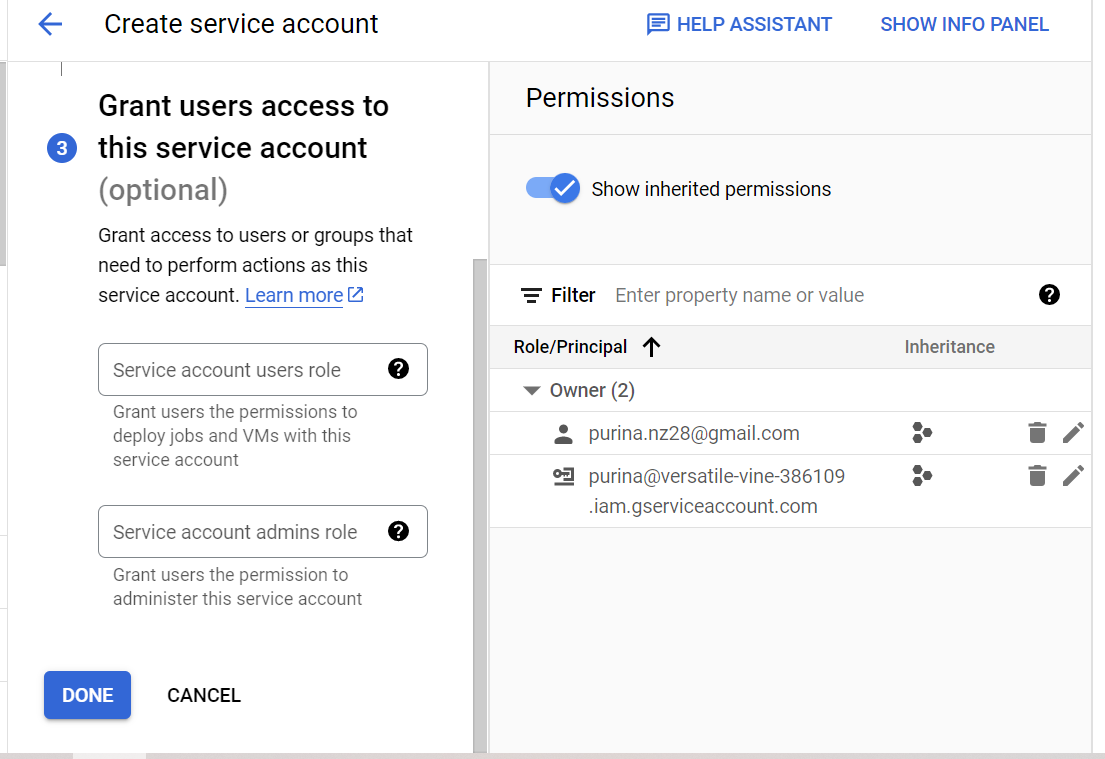 Create service account
HELP ASSISTANT
SHOW INFO PANEL
3
Grant users access to
this service account
(optional)
Grant access to users or groups that
need to perform actions as this
service account. Learn more
Service account users role
?
Grant users the permissions to
deploy jobs and VMs with this
service account
Service account admins role
?
Grant users the permission to
administer this service account
DONE
CANCEL
Permissions
Show inherited permissions
Filter
Enter property name or value
?
Role/Principal
Inheritance
Owner (2)
purina.nz28@gmail.com
purina@versatile-vine-386109
.iam.gserviceaccount.com